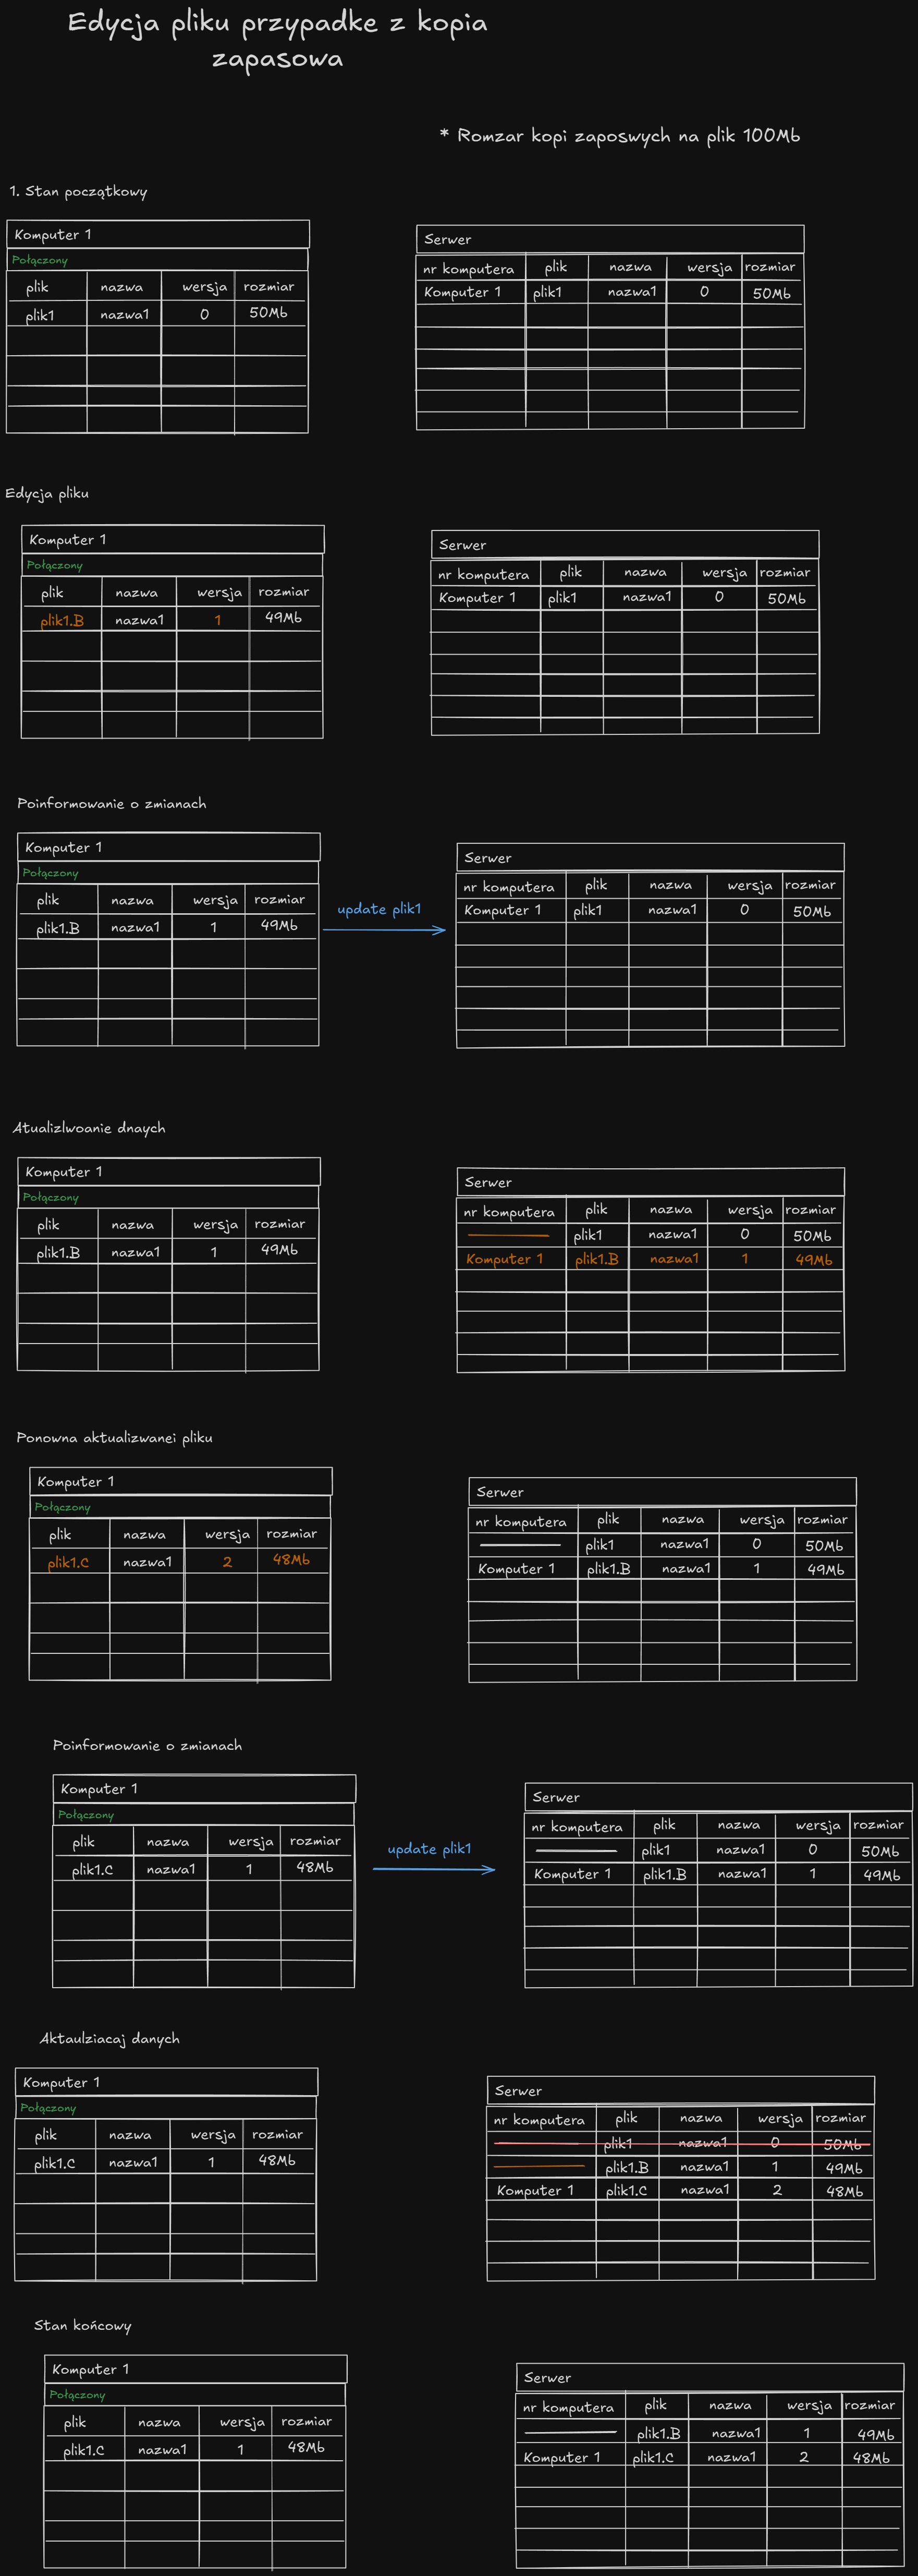 Edycja pliku przypadke z kopia
zapasowa
* Romzar kopi zaposwych na plik 100Mb
1. Stan początkowy
Komputer 1
Połączony
plik nazwa wersja rozmiar
plik1 nazwa1 0 50Mb
Serwer
nr komputera plik nazwa wersja rozmiar
Komputer 1 plik1 nazwa1 0 50Mb
Edycja pliku
Komputer 1
Połączony
plik nazwa wersja rozmiar
plik1.B nazwa1 1 49Mb
Serwer
nr komputera plik nazwa wersja rozmiar
Komputer 1 plik1 nazwa1 0 50Mb
Poinformowanie o zmianach
Komputer 1
Połączony
plik nazwa wersja rozmiar
plik1.B nazwa1 1 49Mb
update plik1
Serwer
nr komputera plik nazwa wersja rozmiar
Komputer 1 plik1 nazwa1 0 50Mb
Atualizlwoanie dnaych
Komputer 1
Połączony
plik nazwa wersja rozmiar
plik1.B nazwa1 1 49Mb
Serwer
nr komputera plik nazwa wersja rozmiar
plik1 nazwa1 0 50Mb
Komputer 1 plik1.B nazwa1 1 49Mb
Ponowna aktualizwanei pliku
Komputer 1
Połączony
plik nazwa wersja rozmiar
plik1.C nazwa1 2 48Mb
Serwer
nr komputera plik nazwa wersja rozmiar
plik1 nazwa1 0 50Mb
Komputer 1 plik1.B nazwa1 1 49Mb
Poinformowanie o zmianach
Komputer 1
Połączony
plik nazwa wersja rozmiar
plik1.C nazwa1 1 48Mb
update plik1
Serwer
nr komputera plik nazwa wersja rozmiar
plik1 nazwa1 0 50Mb
Komputer 1 plik1.B nazwa1 1 49Mb
Aktaulziacaj danych
Komputer 1
Połączony
plik nazwa wersja rozmiar
plik1.C nazwa1 1 48Mb
Serwer
nr komputera plik nazwa wersja rozmiar
plik1 nazwa1 0 50Mb
plik1.B nazwa1 1 49Mb
Komputer 1 plik1.C nazwa1 2 48Mb
Stan końcowy
Komputer 1
Połączony
plik nazwa wersja rozmiar
plik1.C nazwa1 1 48Mb
Serwer
nr komputera plik nazwa wersja rozmiar
plik1.B nazwa1 1 49Mb
Komputer 1 plik1.C nazwa1 2 48Mb